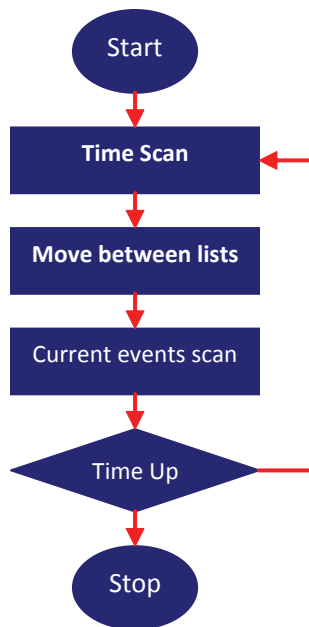 Start
Time Scan
Move between lists
Current events scan
Time Up
Stop